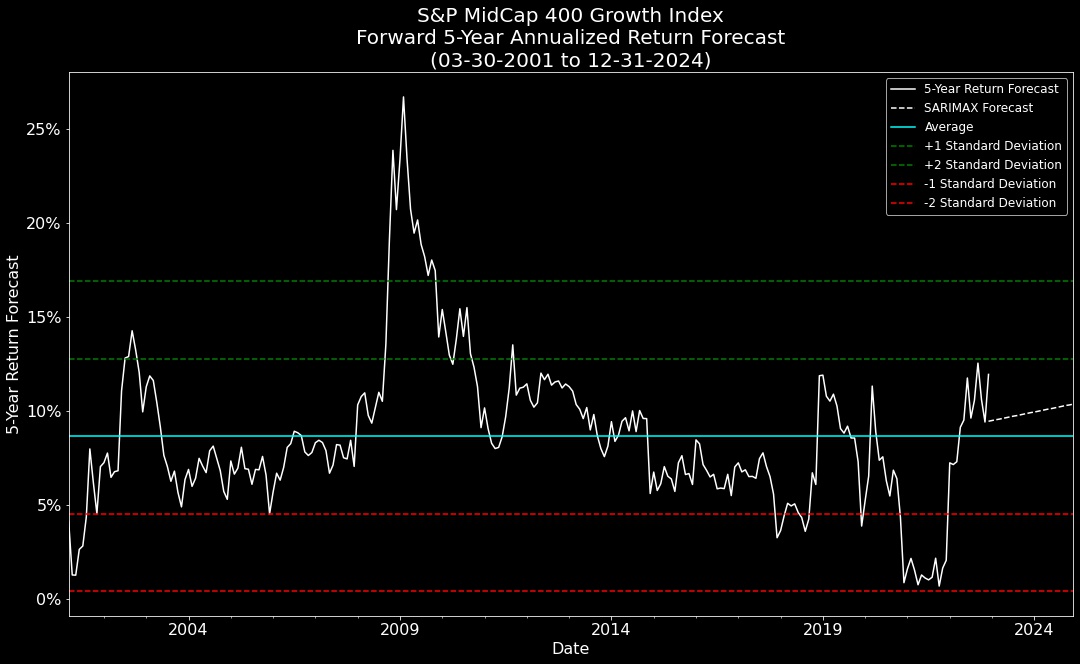 S&P MidCap 400 Growth Index
Forward 5-Year Annualized Return Forecast
(03-30-2001 to 12-31-2024)
5-Year Return Forecast
SARIMAX Forecast
Average
+1 Standard Deviation
+2 Standard Deviation
-1 Standard Deviation
-2 Standard Deviation
5-Year Return Forecast
25%
20%
15%
10%
5%
0%
2004
2009
2014
2019
2024
Date